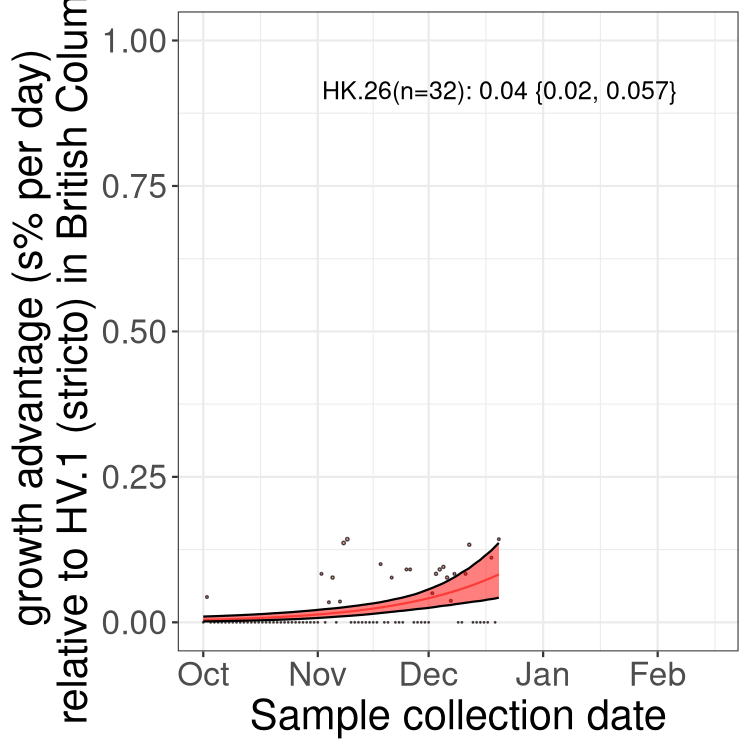 growth advantage (s% per day)
relative to HV.1 (stricto) in British Colum
1.00
0.75
0.50
0.25
0.00
HK.26(n=32): 0.04 {0.02, 0.057}
Oct Nov Dec Jan Feb
Sample collection date